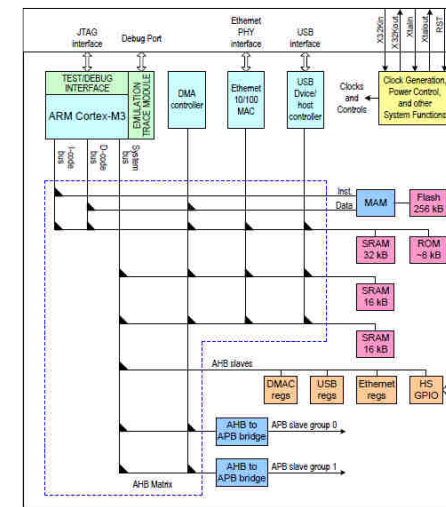 JTAG
interface
Debug Port
Ethernet
PHY
interface
USB
interface
X32Kin
X32Kout
Xtalin
Xtalout
RST
TEST/DEBUG
INTERFACE
ARM Cortex-M3
EMULATION
TRACE MODULE
DMA
controller
Ethernet
10/100
MAC
USB
Dvice/
host
controller
Clocks
and
Controls
Clock Generation,
Power Control,
and other
System Functions
I-code
bus
D-code
bus
System
bus
Inst.
Data
MAM
Flash
256 kB
SRAM
32 kB
ROM
~8 kB
SRAM
16 kB
SRAM
16 kB
AHB slaves
DMAC
regs
USB
regs
Ethernet
regs
HS
GPIO
AHB to
APB bridge
APB slave group 0
AHB to
APB bridge
APB slave group 1
AHB Matrix